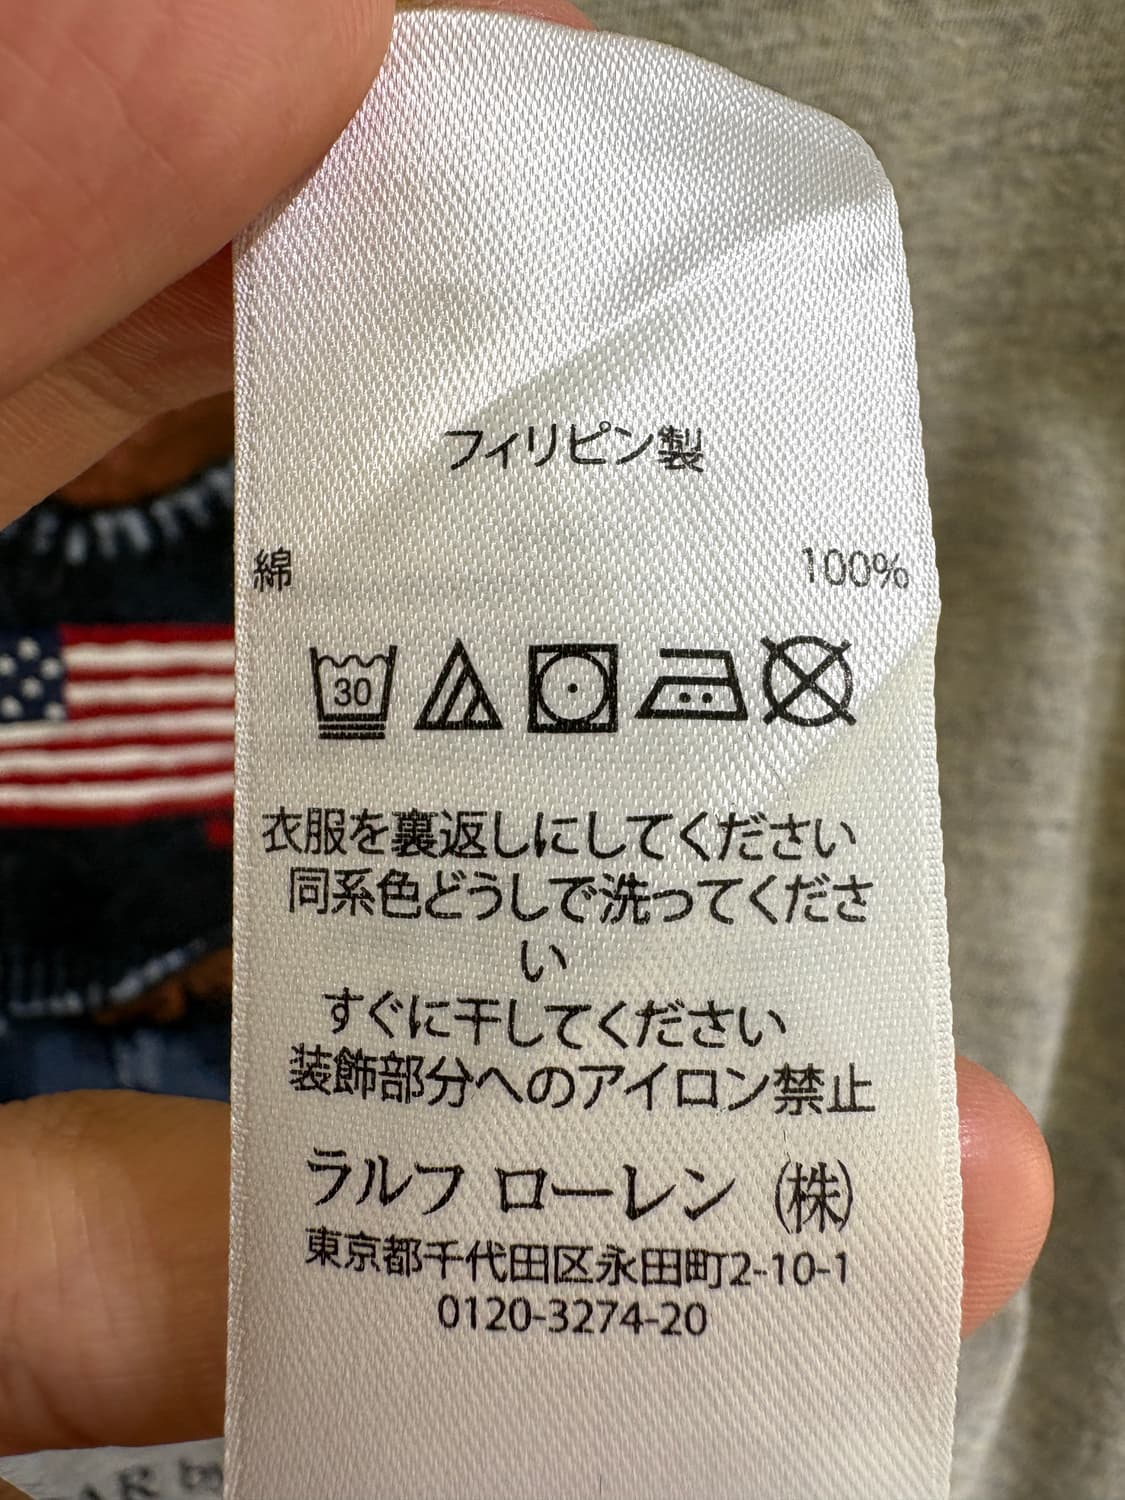 フィリピン製
綿 100%
30
衣服を裏返しにしてください
同系色どうしで洗ってくださ
い
すぐに干してください
装飾部分へのアイロン禁止
ラルフ ローレン (株)
東京都千代田区永田町2-10-1
0120-3274-20
by